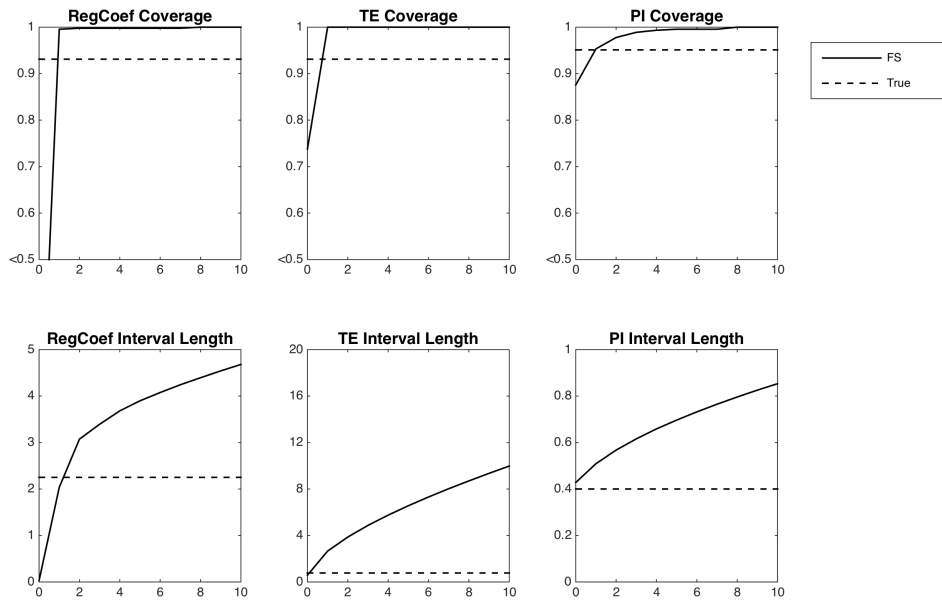 RegCoef Coverage
1
0.9
0.8
0.7
0.6
<0.5
0 2 4 6 8 10
TE Coverage
1
0.9
0.8
0.7
0.6
<0.5
0 2 4 6 8 10
PI Coverage
1
0.9
0.8
0.7
0.6
<0.5
0 2 4 6 8 10
FS
True
RegCoef Interval Length
5
4
3
2
1
0
0 2 4 6 8 10
TE Interval Length
20
16
12
8
4
0
0 2 4 6 8 10
PI Interval Length
1
0.8
0.6
0.4
0.2
0
0 2 4 6 8 10